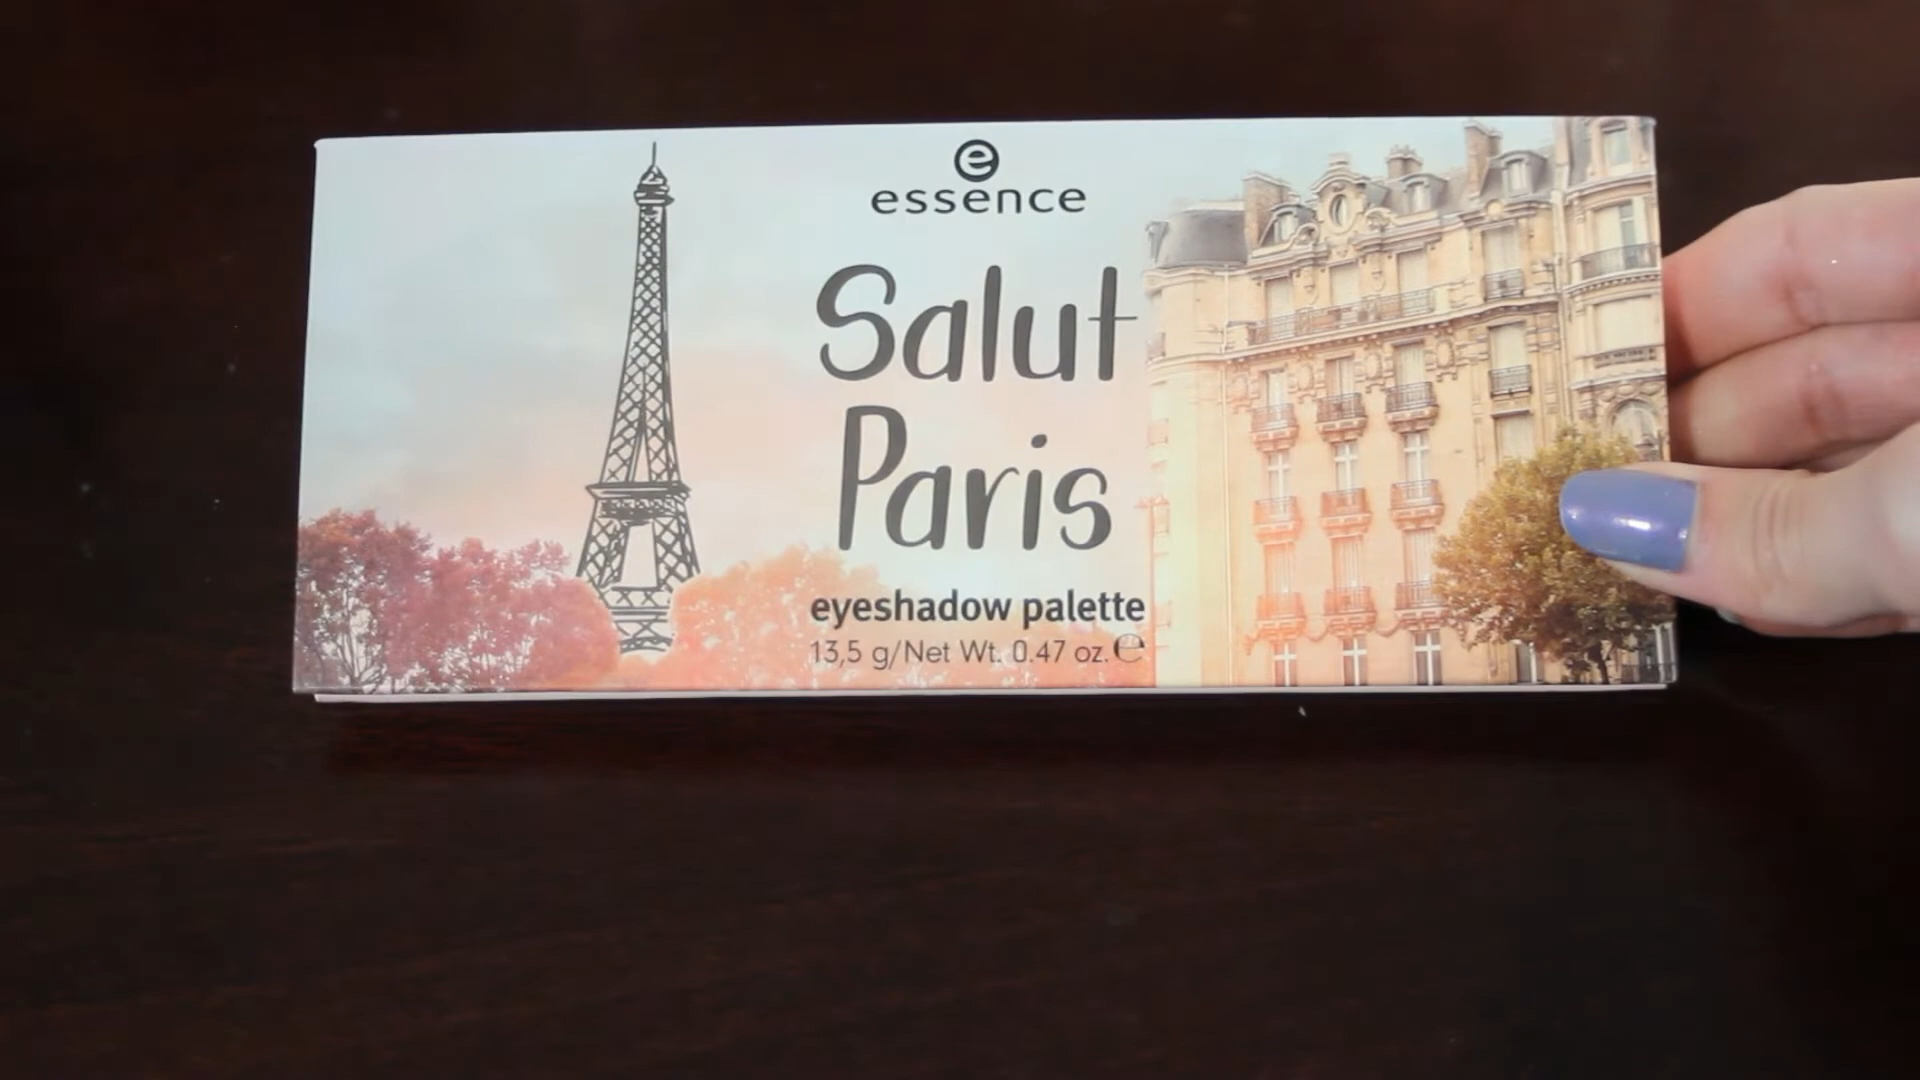 e
essence
Salut
Paris
eyeshadow palette
13,5 g/Net Wt. 0.47 oz. ℮